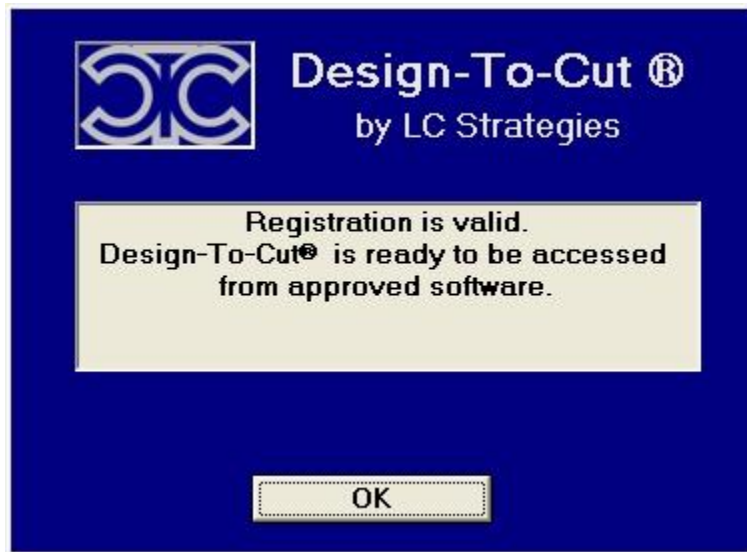 Design-To-Cut ®
by LC Strategies
Registration is valid.
Design-To-Cut® is ready to be accessed
from approved software.
OK